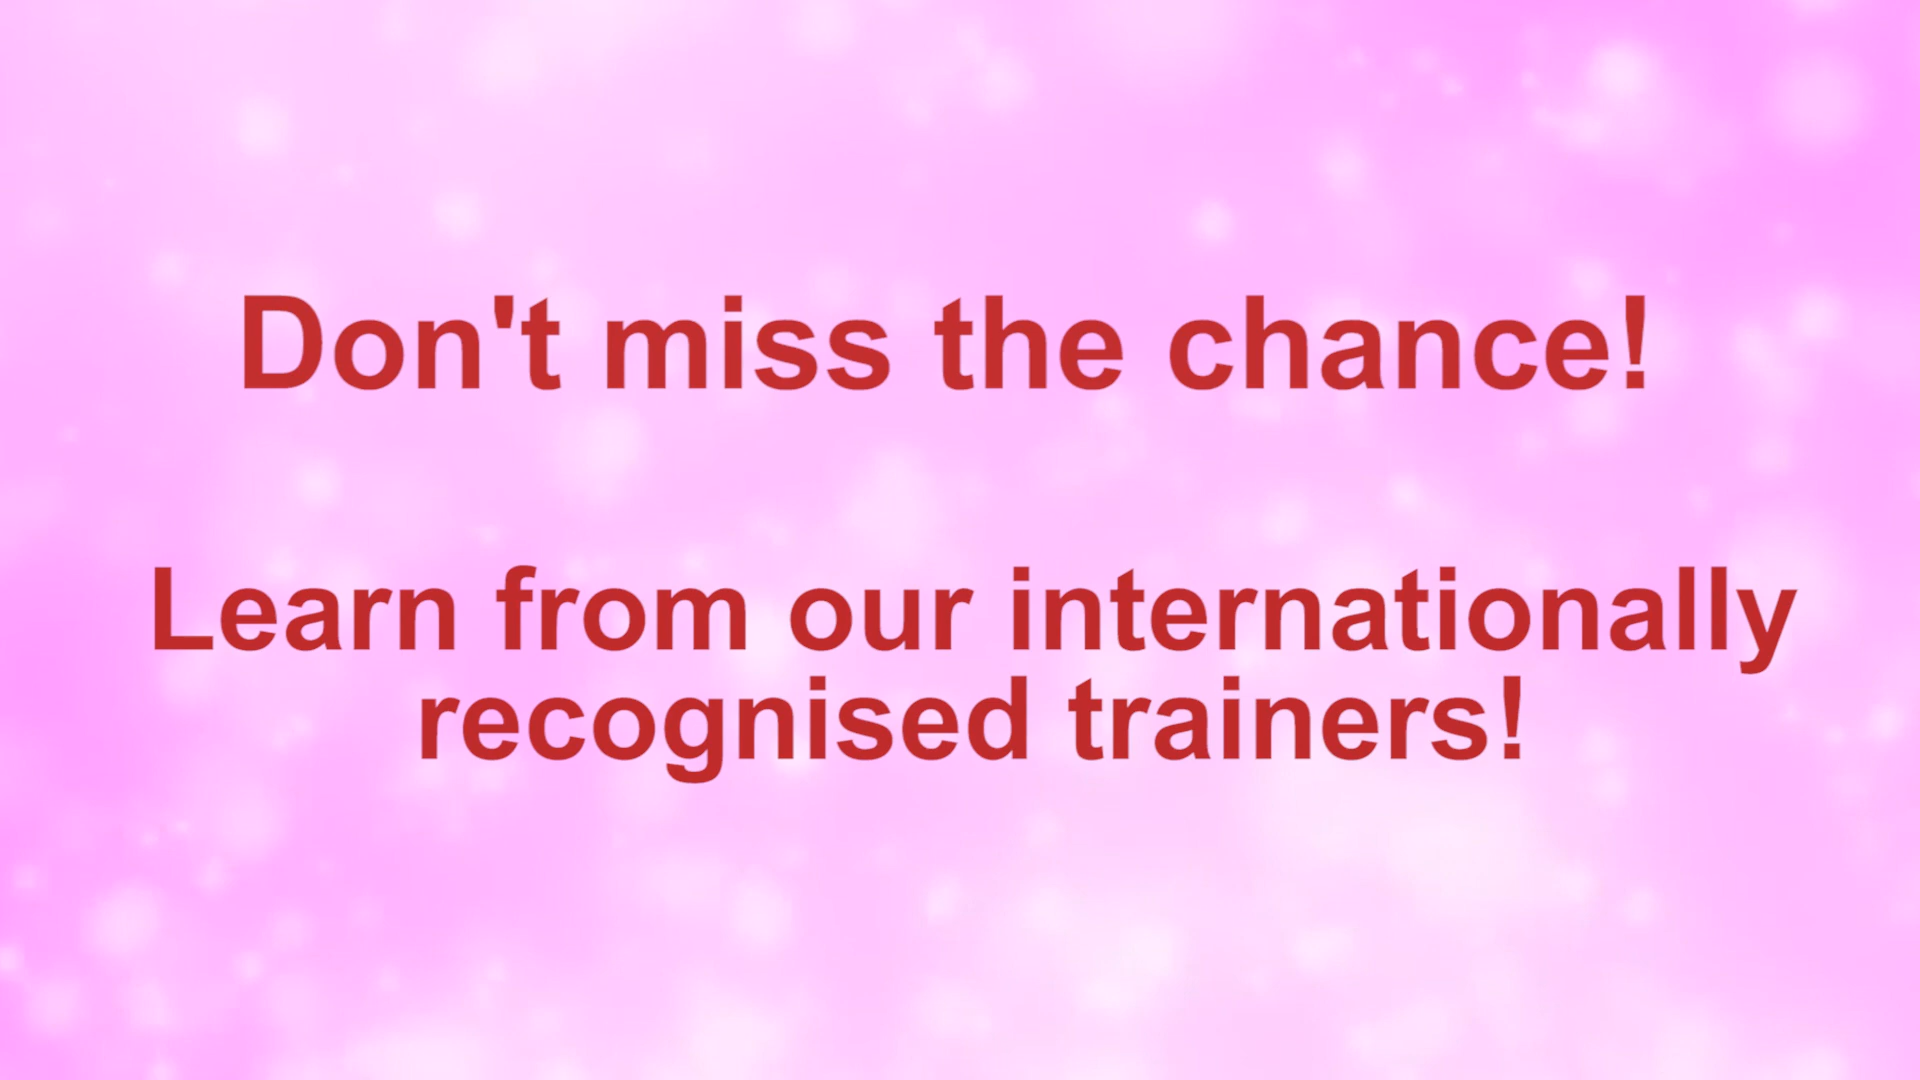 Don't miss the chance!
Learn from our internationally
recognised trainers!